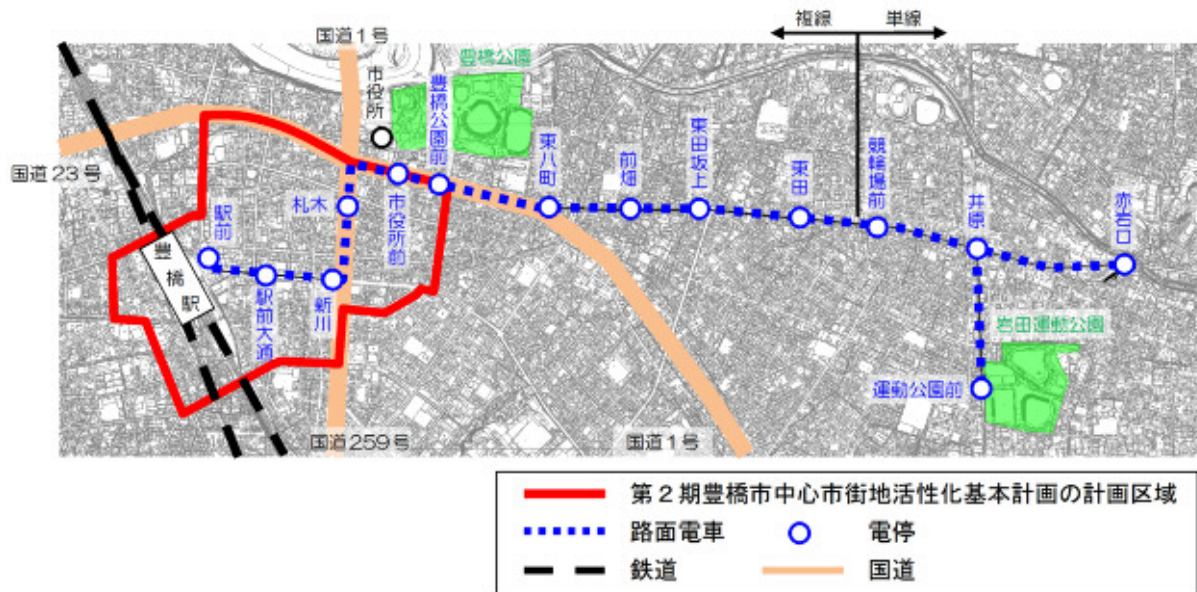 複線
単線
国道1号
豊橋公園
市役所
豊橋公園前
国道23号
札木
市役所前
東八町
前畑
東田坂上
東田
競輪場前
井原
赤岩口
駅前
豊橋駅
駅前大通
新川
岩田運動公園
運動公園前
国道259号
国道1号
第2期豊橋市中心市街地活性化基本計画の計画区域
路面電車
電停
鉄道
国道